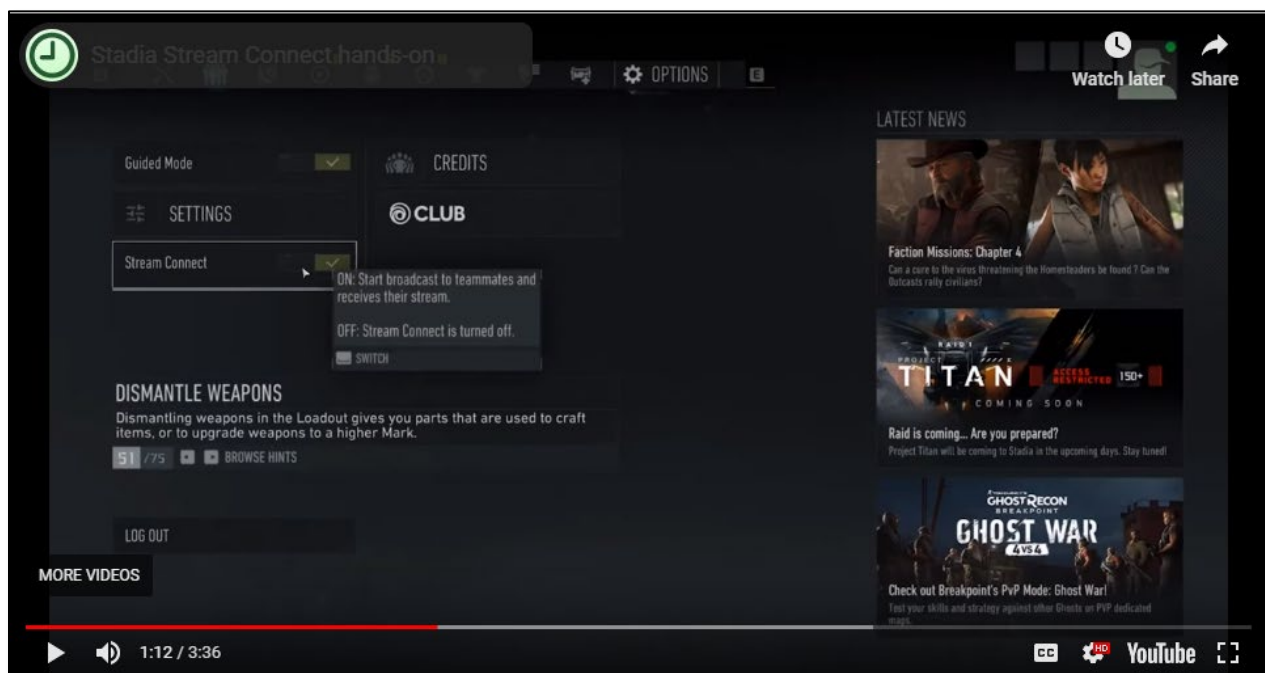 Stadia Stream Connect hands-on
Watch later
Share
OPTIONS
E
LATEST NEWS
Guided Mode
CREDITS
SETTINGS
CLUB
Stream Connect
ON: Start broadcast to teammates and
receives their stream.
OFF: Stream Connect is turned off.
SWITCH
DISMANTLE WEAPONS
Dismantling weapons in the Loadout gives you parts that are used to craft
items, or to upgrade weapons to a higher Mark.
51 /75
BROWSE HINTS
LOG OUT
Faction Missions: Chapter 4
Can a cure to the virus threatening the Homesteaders be found ? Can the
Outcasts rally civilians?
RAID 1
PROJECT
TITAN
ACCESS
RESTRICTED
150+
COMING SOON
Raid is coming... Are you prepared?
Project Titan will be coming to Stadia in the upcoming days. Stay tuned!
GHOST RECON
BREAKPOINT
GHOST WAR
4VS4
Check out Breakpoint's PvP Mode: Ghost War!
Test your skills and strategy against other Ghosts on PVP dedicated
maps.
MORE VIDEOS
1:12 / 3:36
CC
HD
YouTube